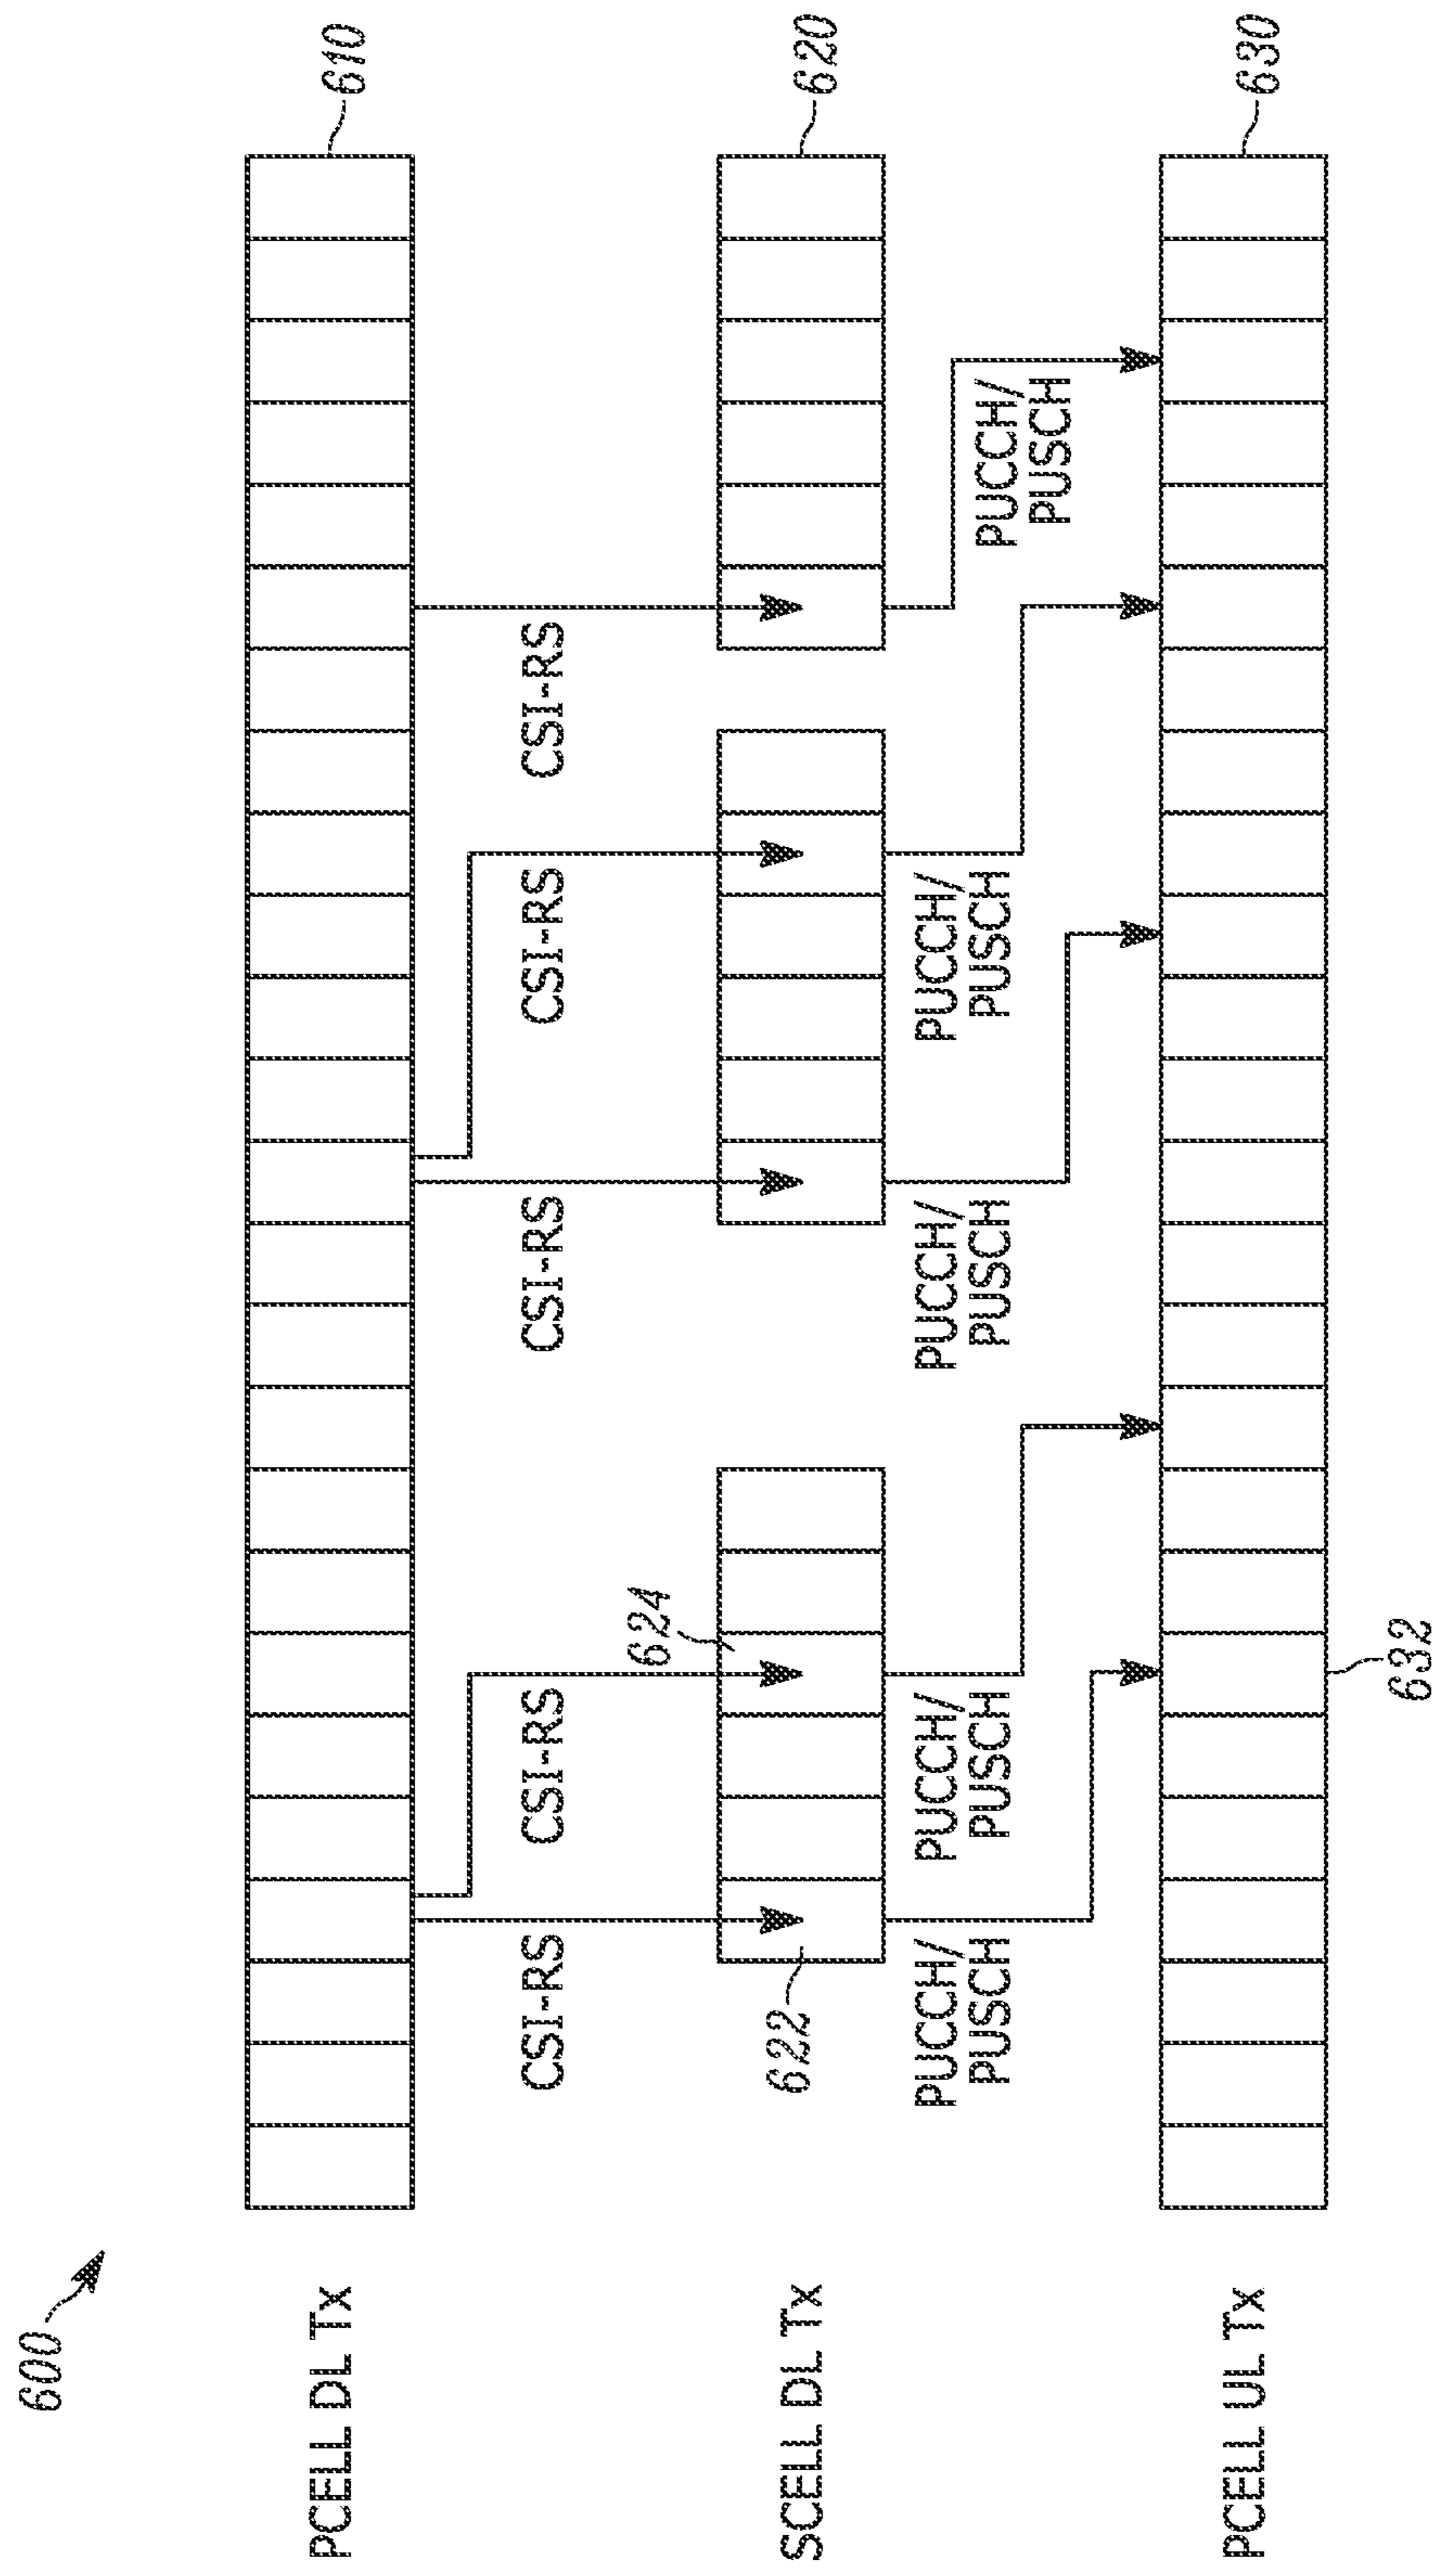 600
PCELL DL Tx
610
CSI-RS
CSI-RS
CSI-RS
CSI-RS
CSI-RS
624
SCELL DL Tx
622
620
PUCCH/
PUSCH
PUCCH/
PUSCH
PUCCH/
PUSCH
PUCCH/
PUSCH
PUCCH/
PUSCH
PCELL UL Tx
630
632